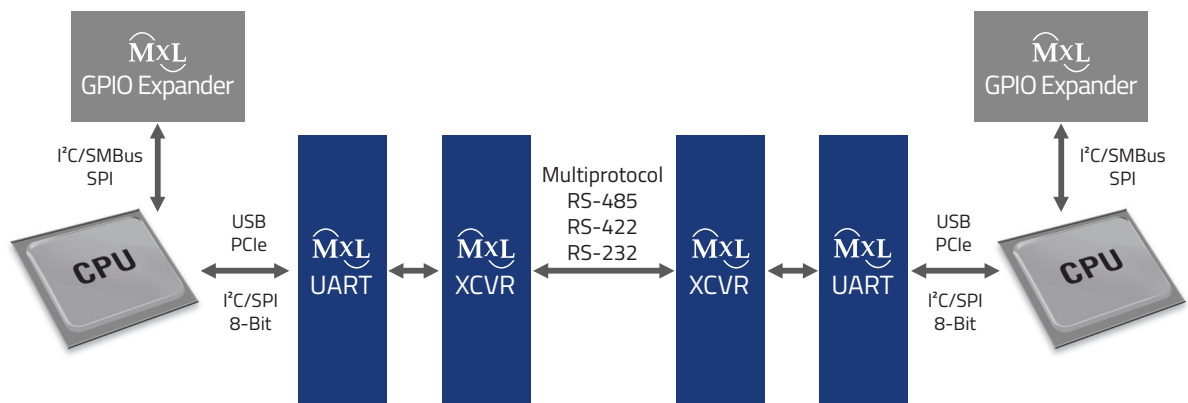 MxL
GPIO Expander
MxL
GPIO Expander
I²C/SMBus
SPI
I²C/SMBus
SPI
CPU
USB
PCIe
I²C/SPI
8-Bit
MxL
UART
MxL
XCVR
Multiprotocol
RS-485
RS-422
RS-232
MxL
XCVR
MxL
UART
USB
PCIe
I²C/SPI
8-Bit
CPU